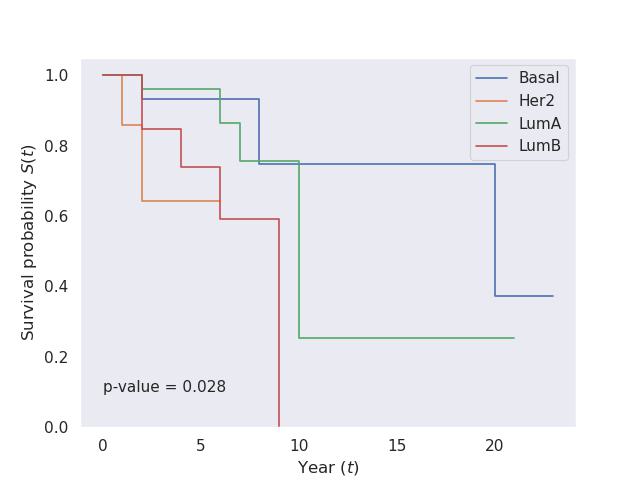 1.0
0.8
0.6
0.4
0.2
0.0
Survival probability S(t)
Basal
Her2
LumA
LumB
p-value = 0.028
0 5 10 15 20
Year (t)